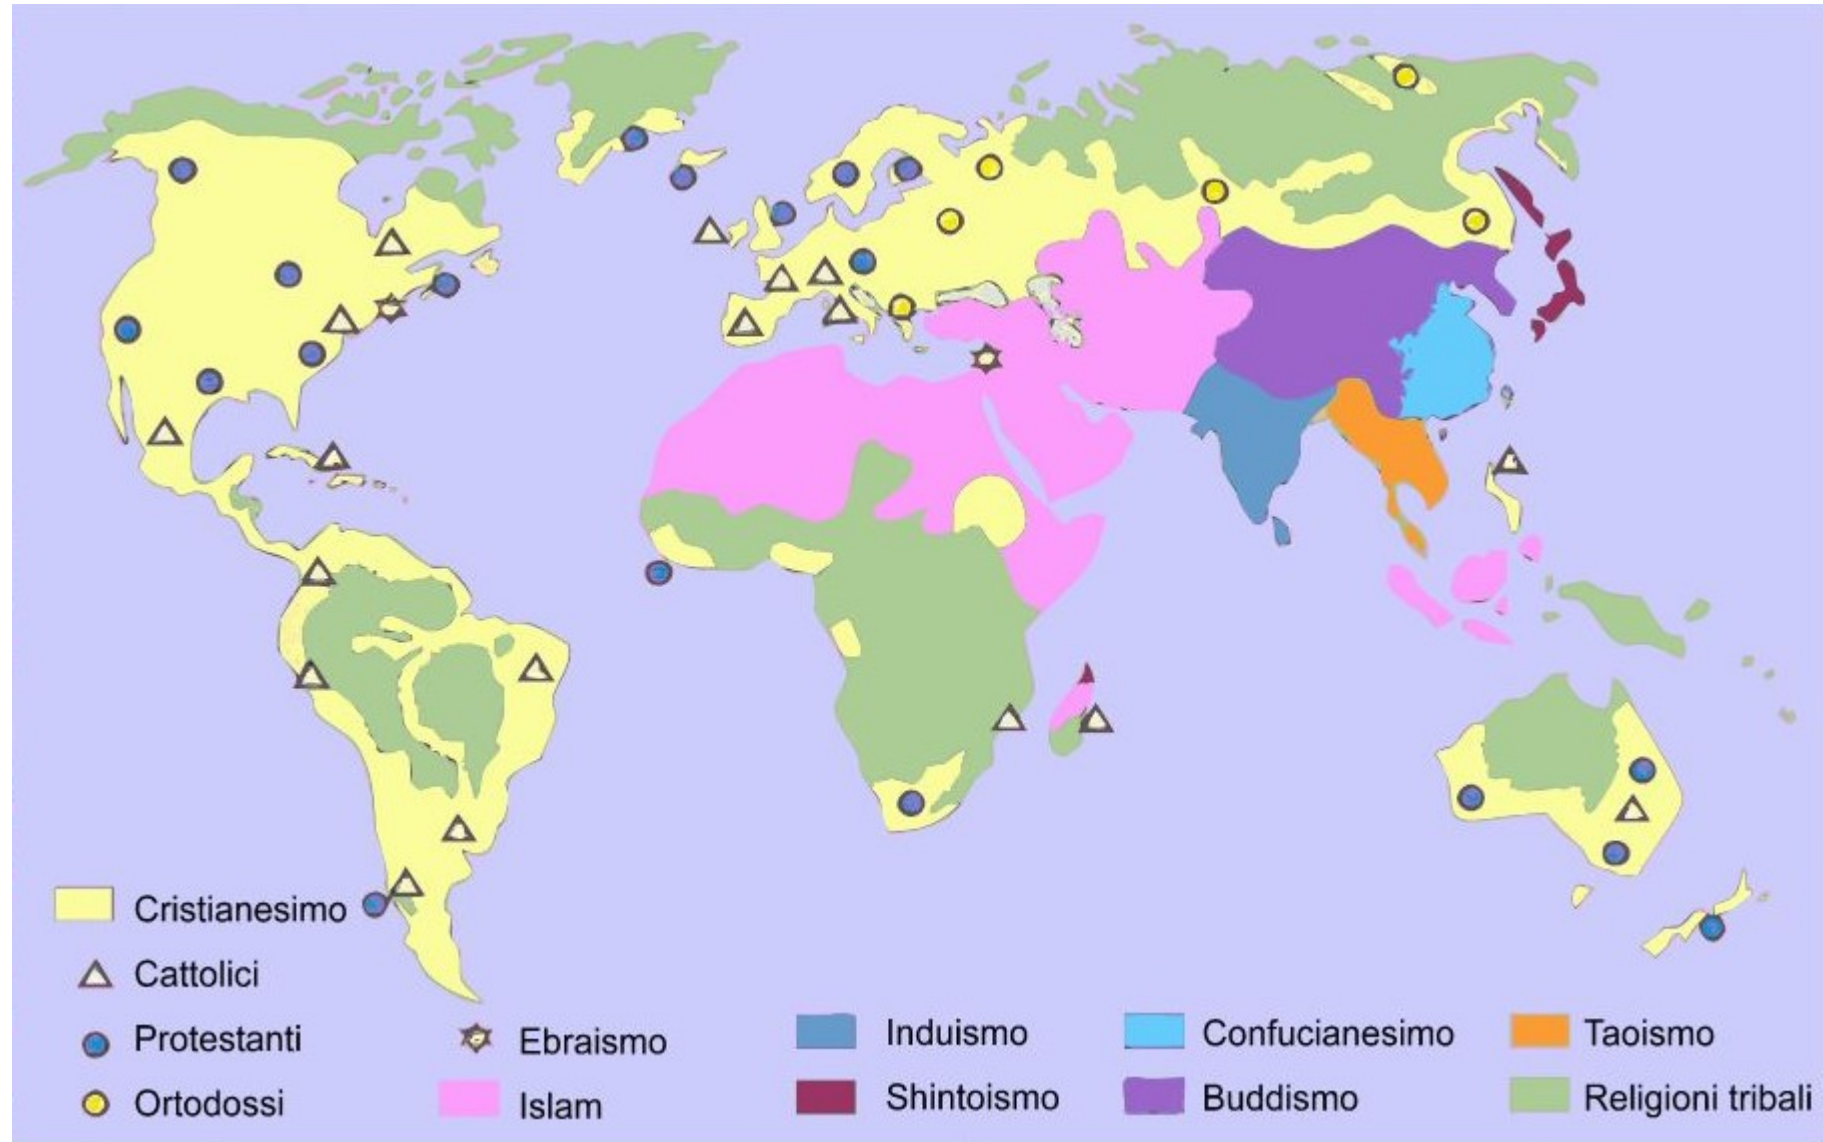 Cristianesimo
Cattolici
Protestanti
Ortodossi
Ebraismo
Islam
Induismo
Shintoismo
Confucianesimo
Buddismo
Taoismo
Religioni tribali